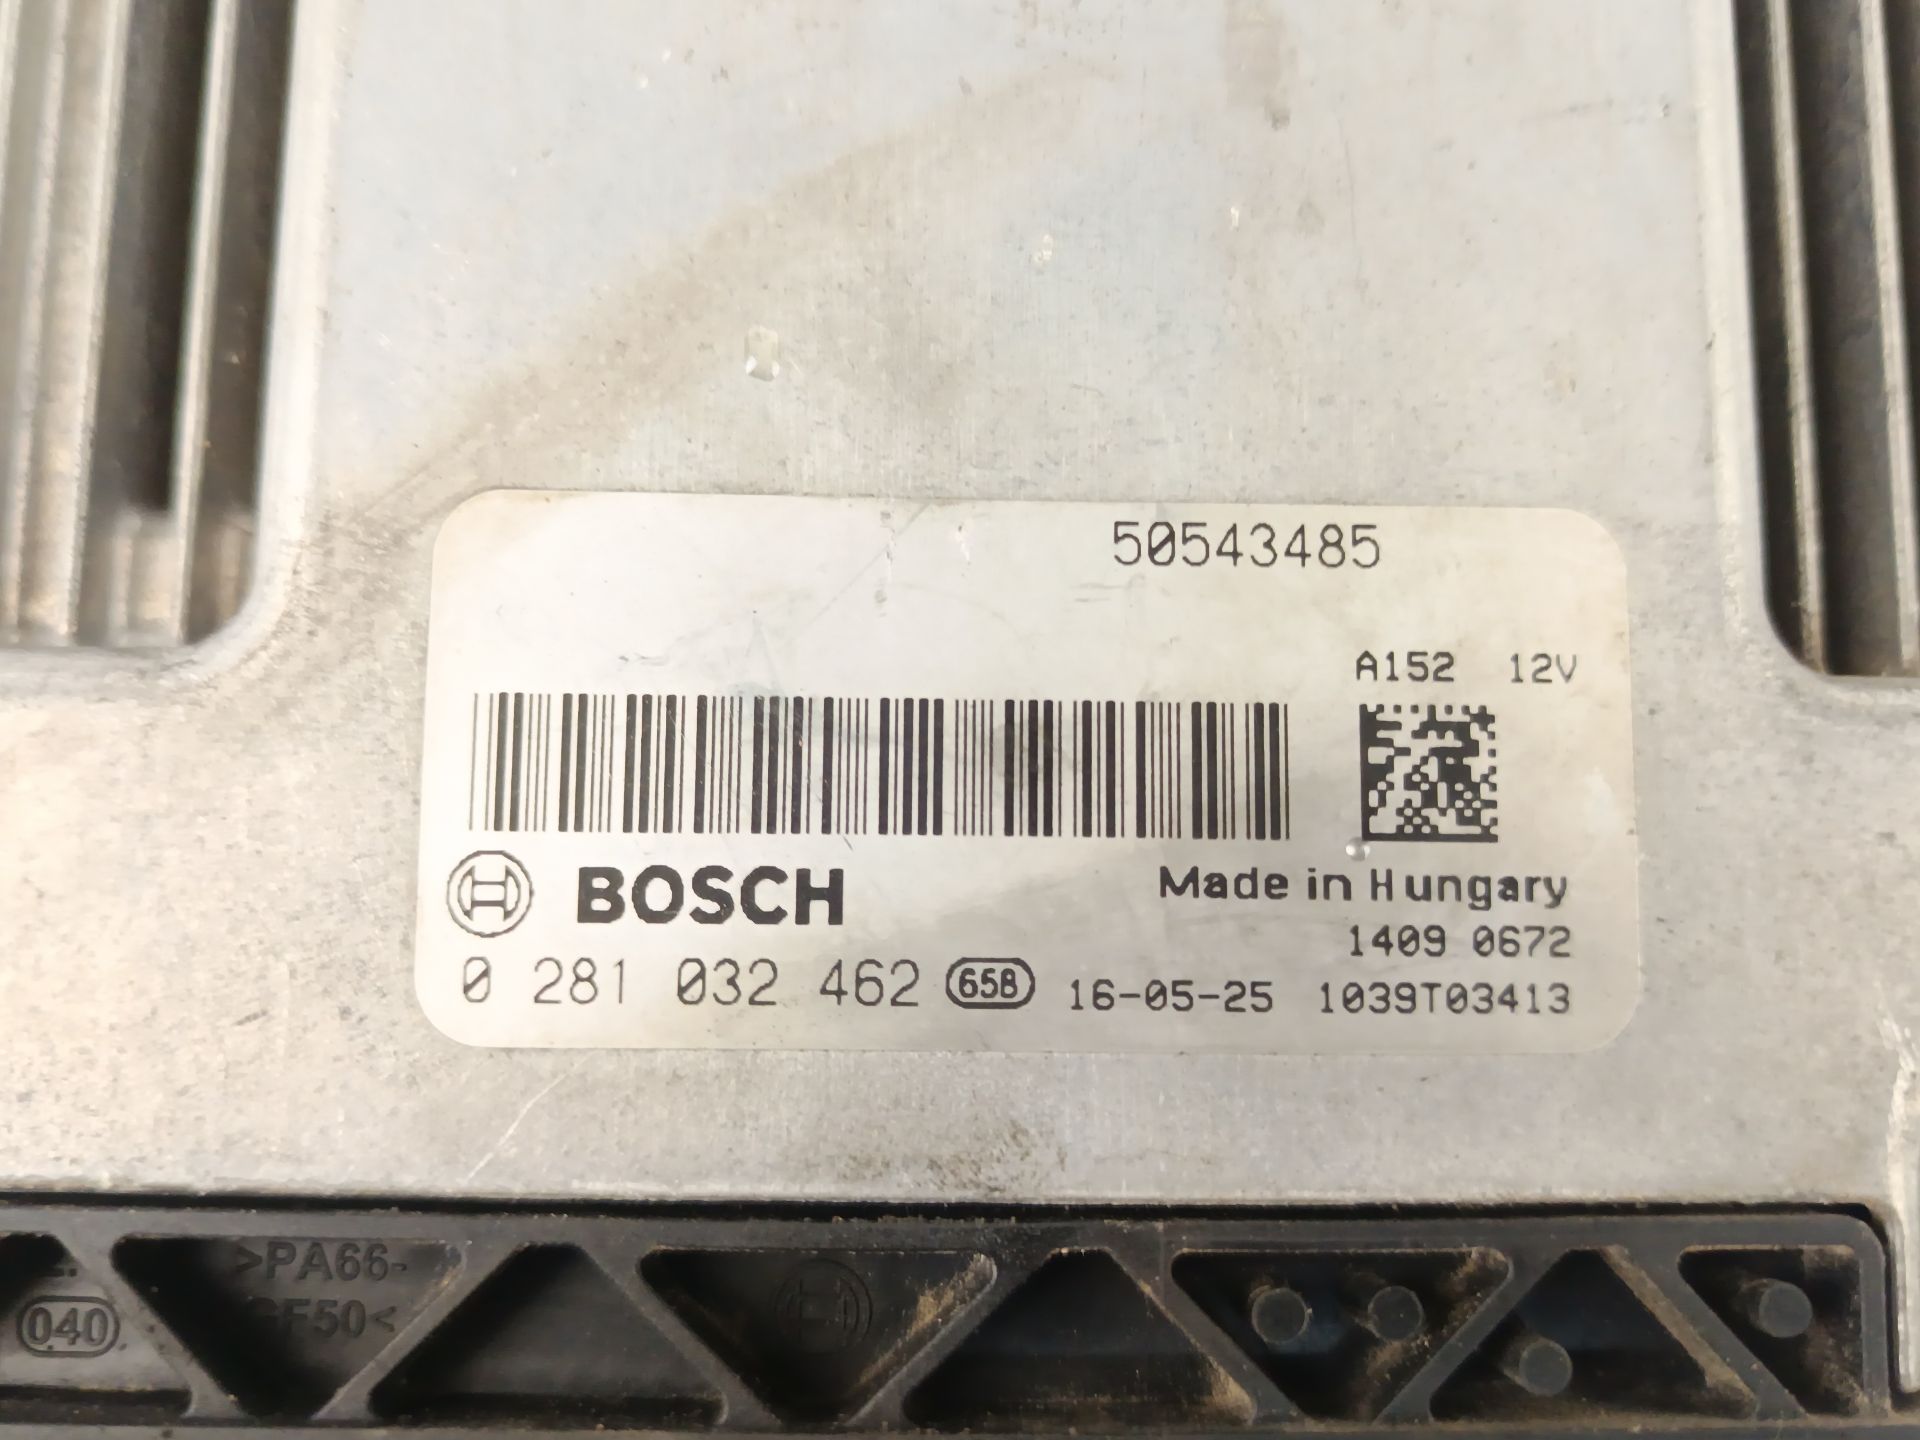 50543485
A152 12V
BOSCH
Made in Hungary
1409 0672
0 281 032 462 65B 16-05-25 1039T03413
>PA66-
GF50<
040